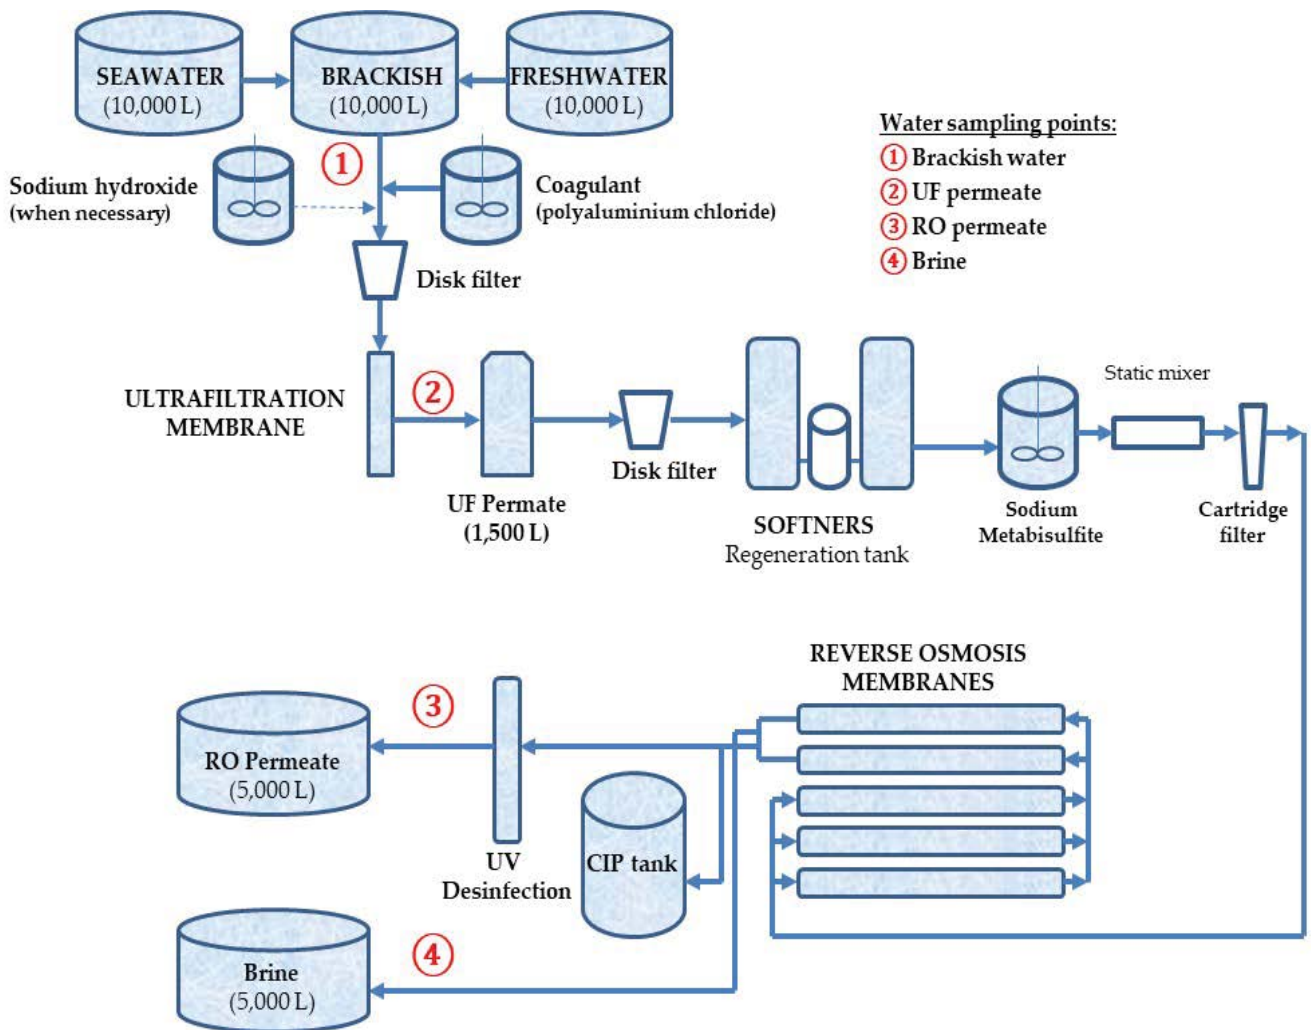 SEAWATER
(10,000 L)
BRACKISH
(10,000 L)
FRESHWATER
(10,000 L)
Water sampling points:
1 Brackish water
2 UF permeate
3 RO permeate
4 Brine
1
Sodium hydroxide
(when necessary)
Coagulant
(polyaluminium chloride)
Disk filter
ULTRAFILTRATION
MEMBRANE
2
UF Permate
(1,500 L)
Disk filter
SOFTNERS
Regeneration tank
Sodium
Metabisulfite
Static mixer
Cartridge
filter
REVERSE OSMOSIS
MEMBRANES
3
RO Permeate
(5,000 L)
UV
Desinfection
CIP tank
4
Brine
(5,000 L)